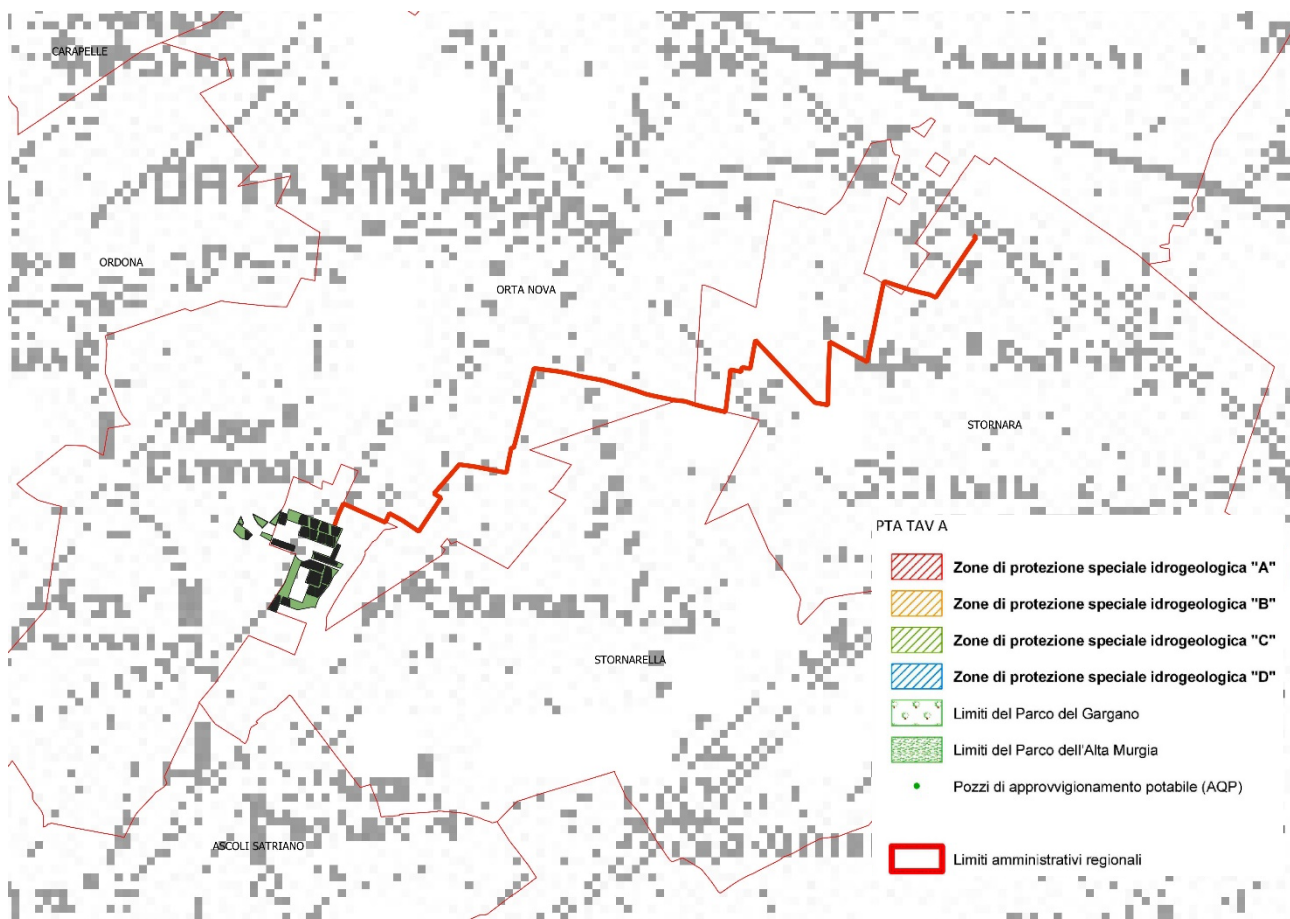 CARAPELLE
ORDONA
ORTA NOVA
STORNARA
STORNARELLA
ASCOLI SATRIANO
PTA TAV A
Zone di protezione speciale idrogeologica "A"
Zone di protezione speciale idrogeologica "B"
Zone di protezione speciale idrogeologica "C"
Zone di protezione speciale idrogeologica "D"
Limiti del Parco del Gargano
Limiti del Parco dell'Alta Murgia
Pozzi di approvvigionamento potabile (AQP)
Limiti amministrativi regionali